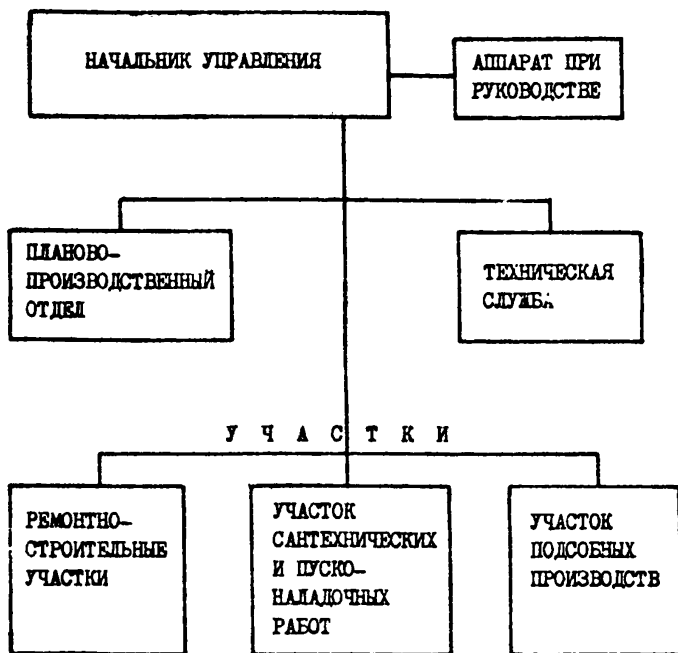 НАЧАЛЬНИК УПРАВЛЕНИЯ
АППАРАТ ПРИ
РУКОВОДСТВЕ
ПЛАНОВО-
ПРОИЗВОДСТВЕННЫЙ
ОТДЕЛ
ТЕХНИЧЕСКАЯ
СЛУЖБА
У Ч А С Т К И
РЕМОНТНО-
СТРОИТЕЛЬНЫЕ
УЧАСТКИ
УЧАСТОК
САНТЕХНИЧЕСКИХ
И ПУСКО-
НАЛАДОЧНЫХ
РАБОТ
УЧАСТОК
ПОДСОБНЫХ
ПРОИЗВОДСТВ